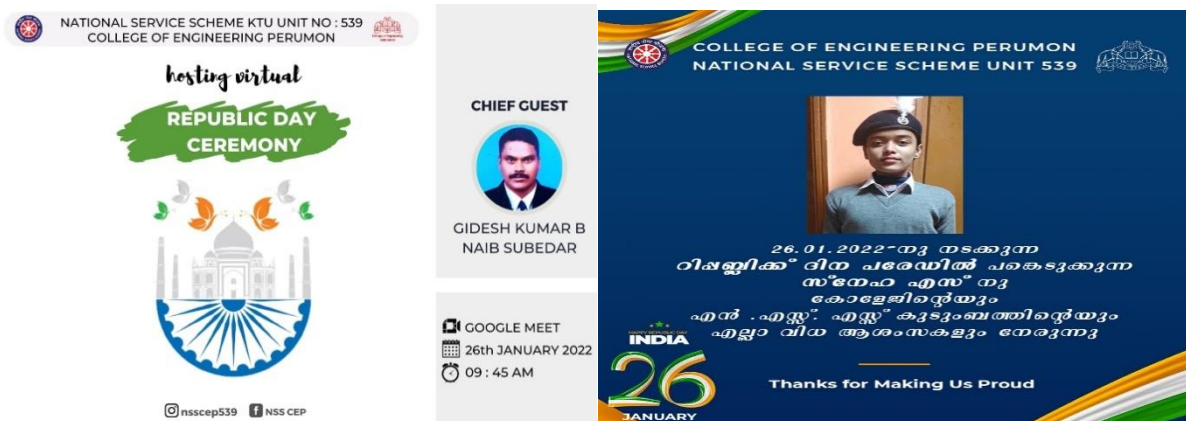 NATIONAL SERVICE SCHEME KTU UNIT NO : 539
COLLEGE OF ENGINEERING PERUMON
hosting virtual
REPUBLIC DAY
CEREMONY
nsscep539 NSS CEP
CHIEF GUEST
GIDESH KUMAR B
NAIB SUBEDAR
GOOGLE MEET
26th JANUARY 2022
09 : 45 AM
COLLEGE OF ENGINEERING PERUMON
NATIONAL SERVICE SCHEME UNIT 539
26.01.2022-നു നടക്കുന്ന
റിപ്പബ്ലിക്ക് ദിന പരേഡിൽ പങ്കെടുക്കുന്ന
സ്നേഹ എസ് നു
കോളേജിന്റെയും
എൻ .എസ്സ്. എസ്സ് കുടുംബത്തിന്റെയും
എല്ലാ വിധ ആശംസകളും നേരുന്നു
HAPPY REPUBLIC DAY
INDIA
26
JANUARY
Thanks for Making Us Proud